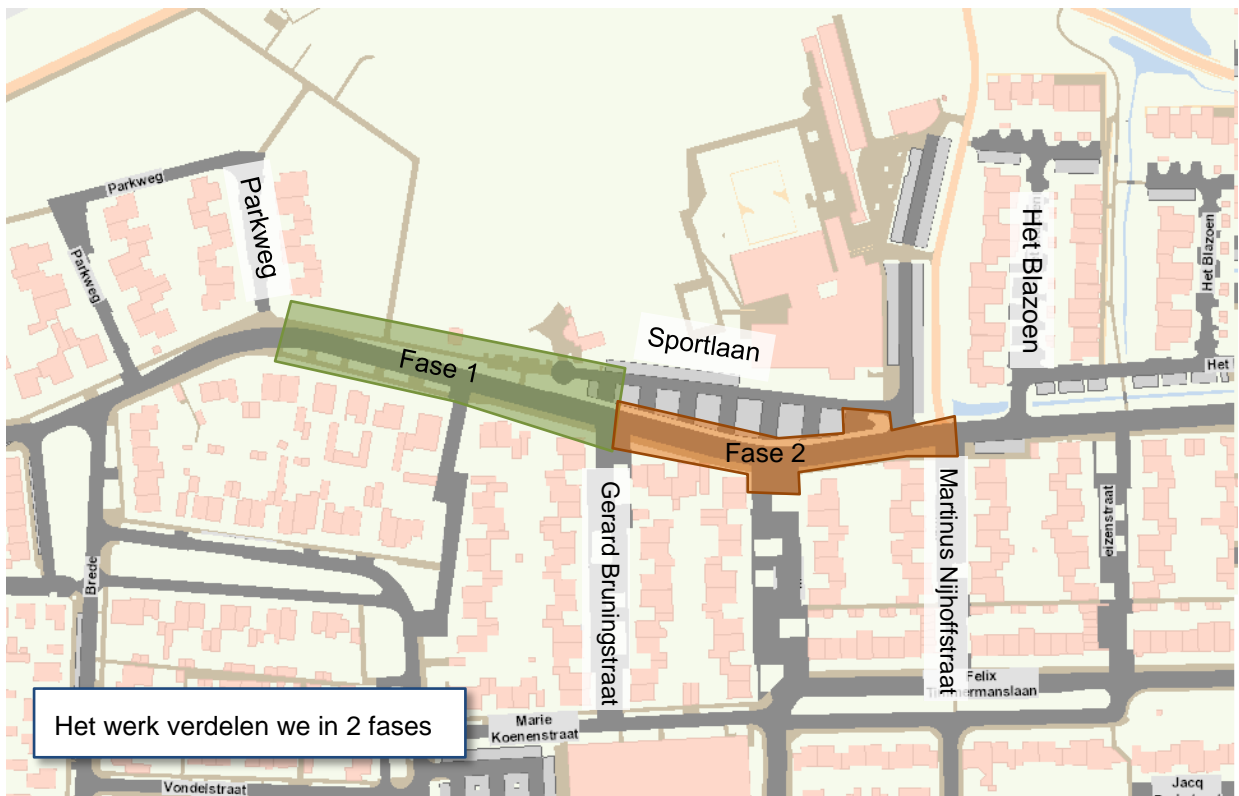 Parkweg
Parkweg
Parkweg
Het Blazoen
Het Blazoen
Sportlaan
Fase 1
Het
Fase 2
Gerard Bruningstraat
Martinus Nijhoffstraat
eizenstraat
Brede
Felix
Timmermanslaan
Het werk verdelen we in 2 fases
Marie
Koenenstraat
Vondelstraat
Jacq